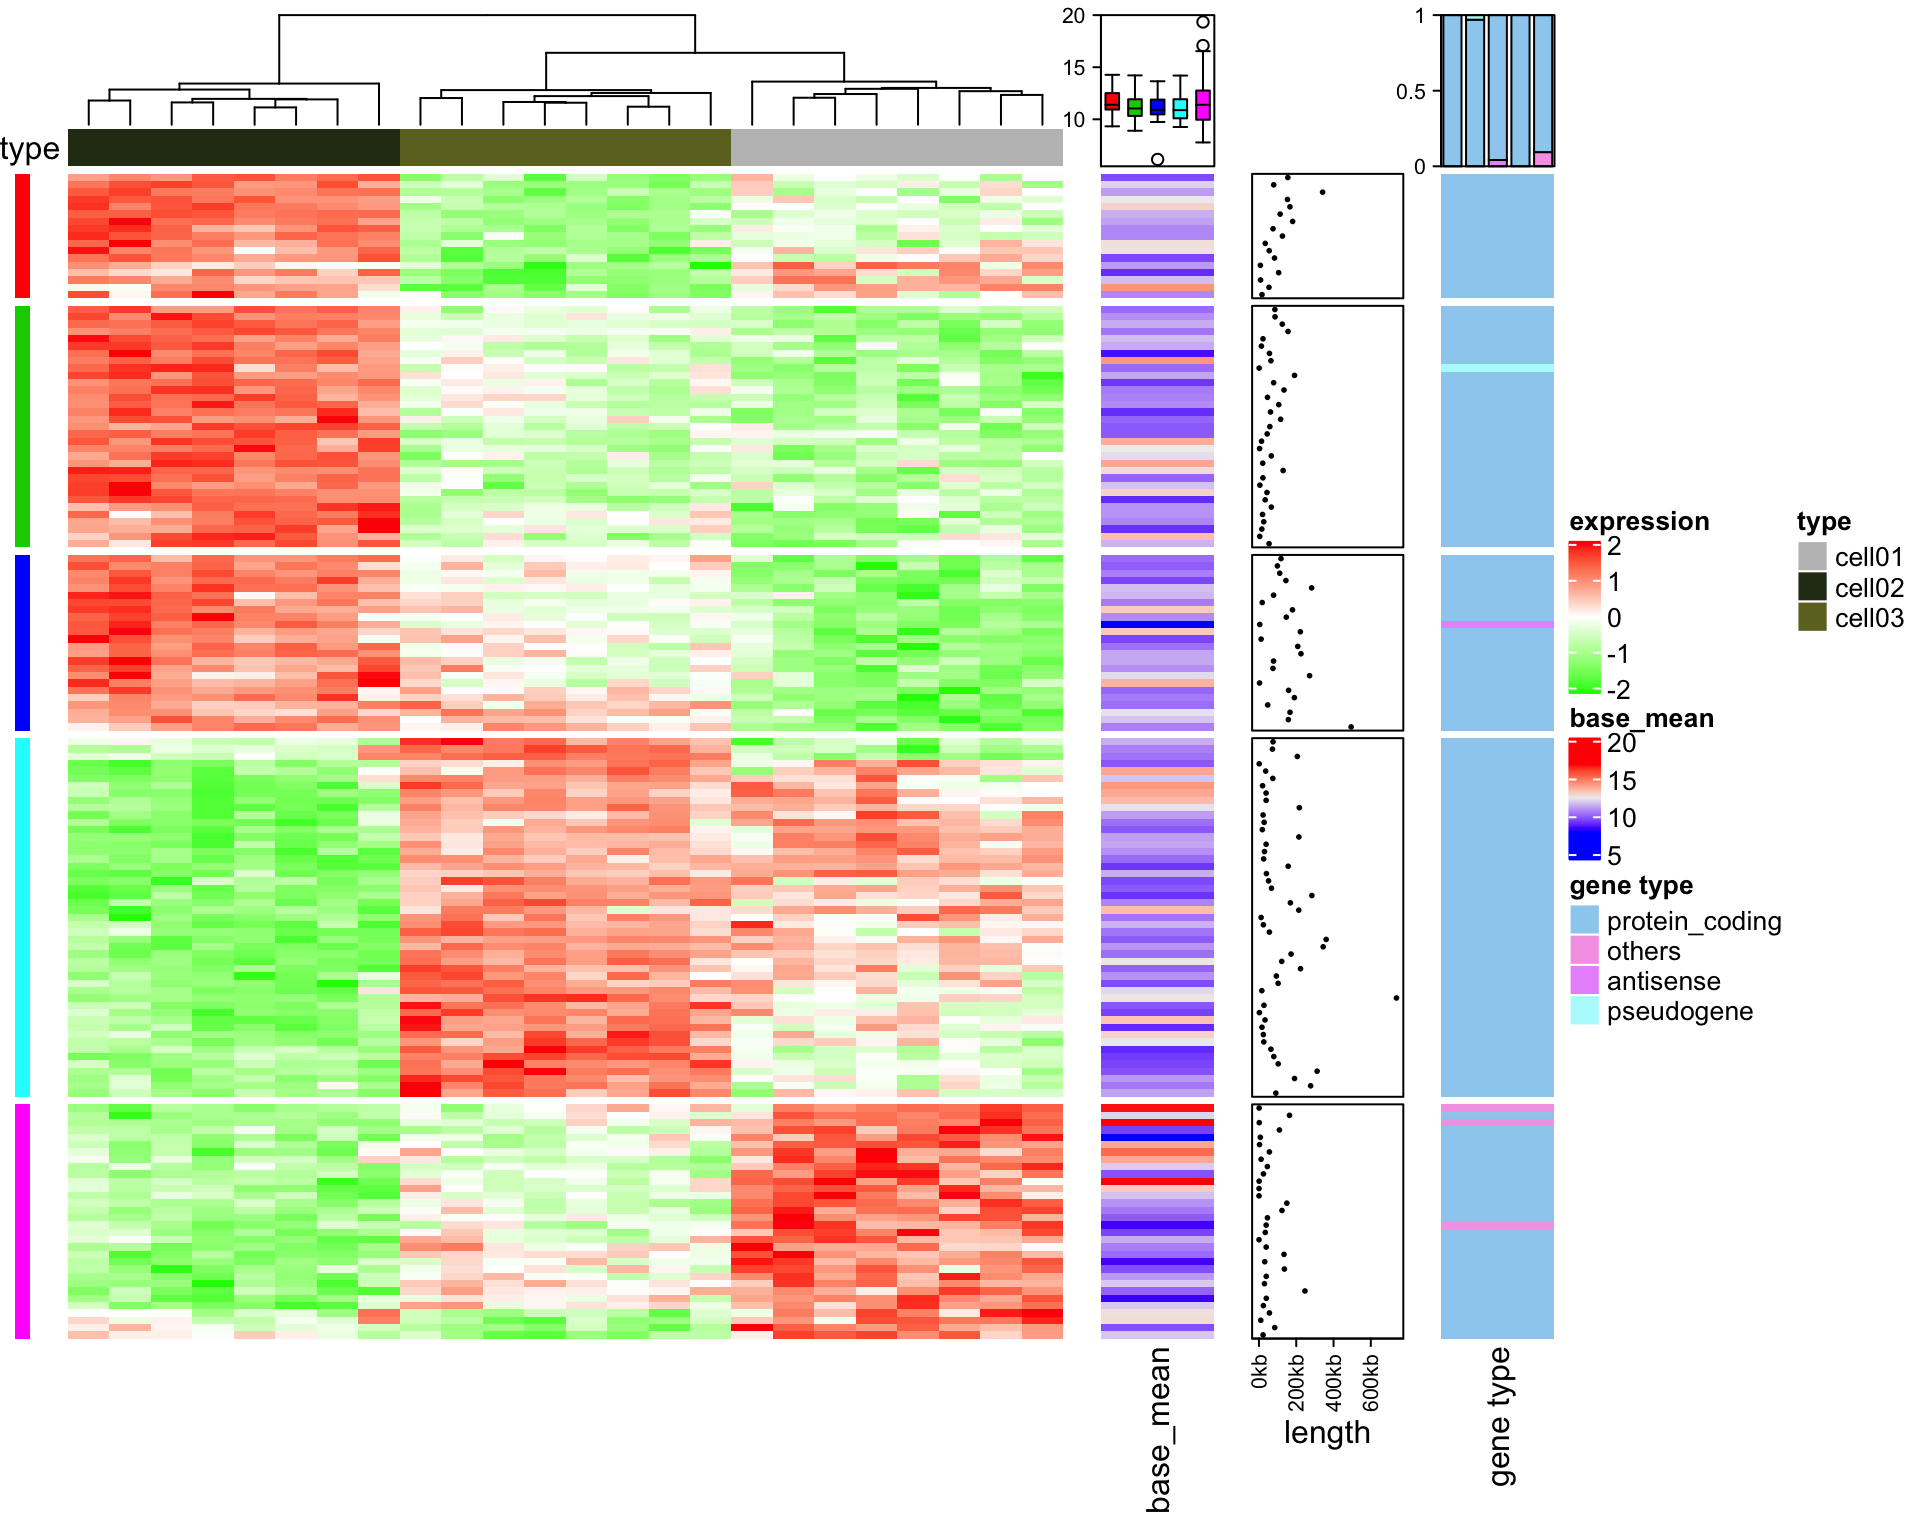 20
15
10
1
0.5
0
type
expression
2
1
0
-1
-2
type
cell01
cell02
cell03
base_mean
20
15
10
5
gene type
protein_coding
others
antisense
pseudogene
base_mean
0kb
200kb
400kb
600kb
length
gene type